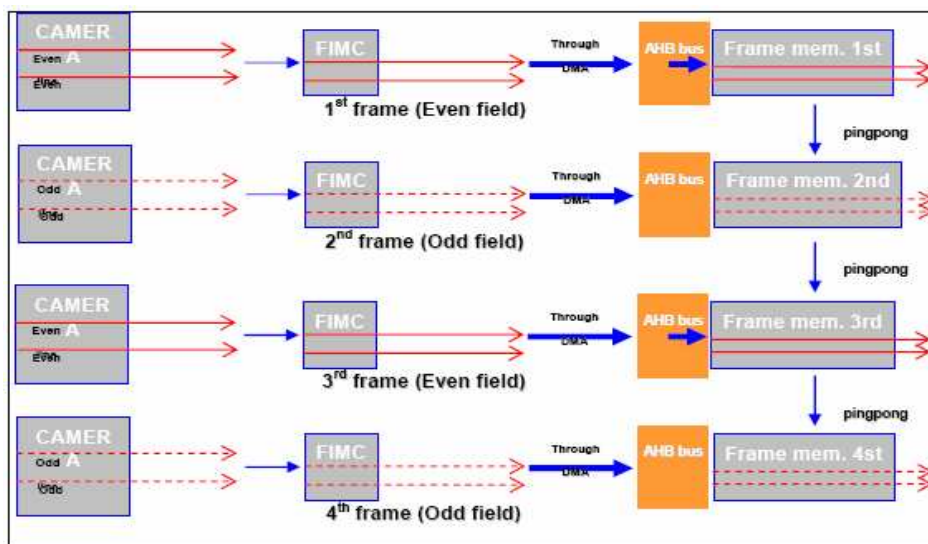 CAMER
A
Even
line
Even
FIMC
Through
DMA
AHB bus
Frame mem. 1st
1st frame (Even field)
pingpong
CAMER
A
Odd
Odd
FIMC
Through
DMA
AHB bus
Frame mem. 2nd
2nd frame (Odd field)
pingpong
CAMER
A
Even
Even
FIMC
Through
DMA
AHB bus
Frame mem. 3rd
3rd frame (Even field)
pingpong
CAMER
A
Odd
Odd
FIMC
Through
DMA
AHB bus
Frame mem. 4st
4th frame (Odd field)